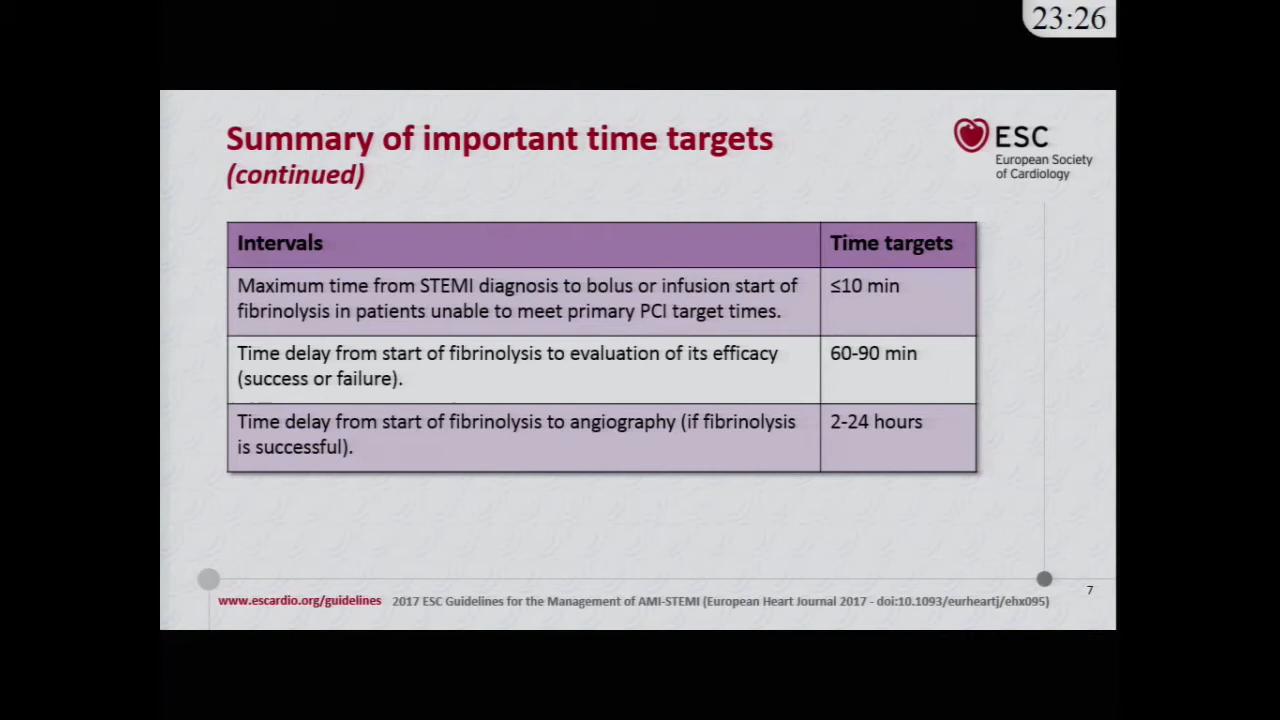 23:26
Summary of important time targets
(continued)
ESC
European Society
of Cardiology
Intervals
Time targets
Maximum time from STEMI diagnosis to bolus or infusion start of
fibrinolysis in patients unable to meet primary PCI target times.
≤10 min
Time delay from start of fibrinolysis to evaluation of its efficacy
(success or failure).
60-90 min
Time delay from start of fibrinolysis to angiography (if fibrinolysis
is successful).
2-24 hours
7
www.escardio.org/guidelines 2017 ESC Guidelines for the Management of AMI-STEMI (European Heart Journal 2017 - doi:10.1093/eurheartj/ehx095)